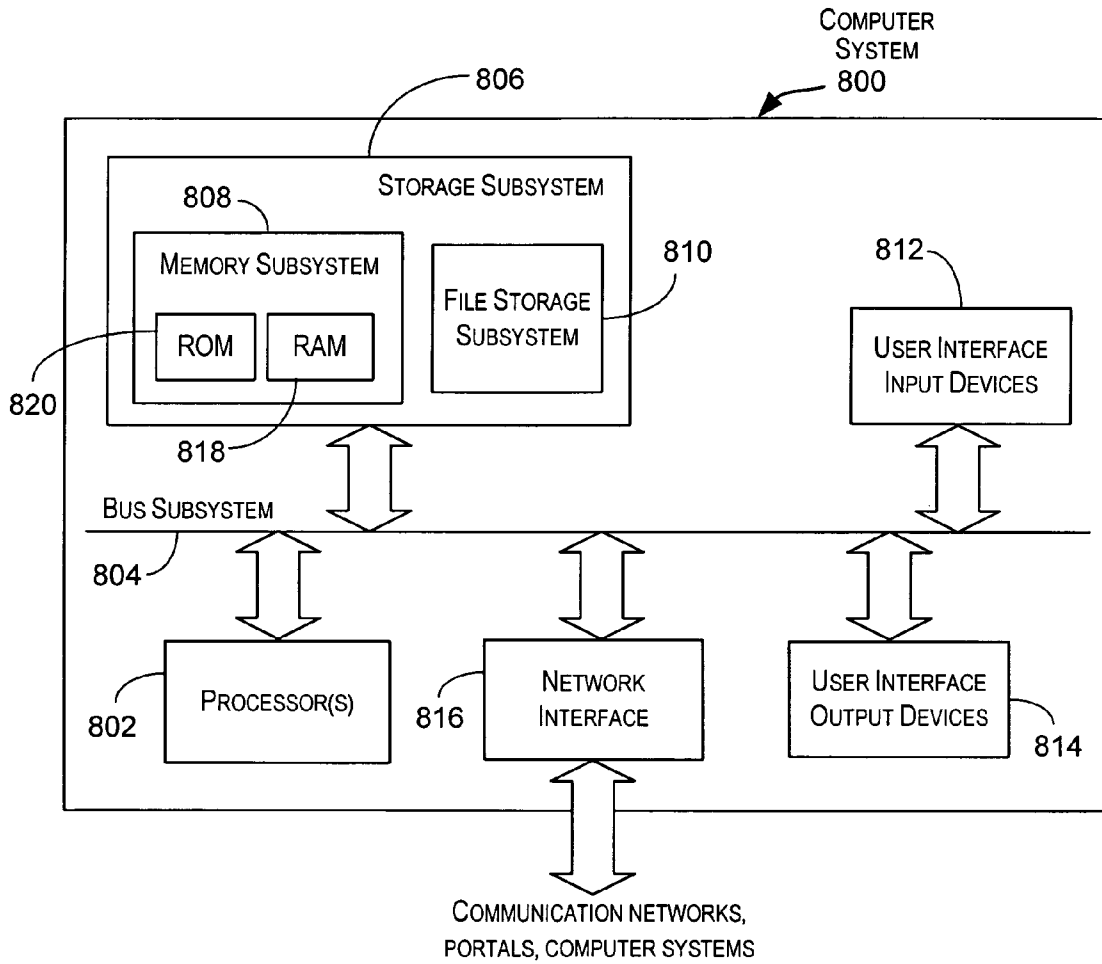 COMPUTER
SYSTEM
800
806
STORAGE SUBSYSTEM
808
MEMORY SUBSYSTEM
810
FILE STORAGE
SUBSYSTEM
812
ROM
RAM
USER INTERFACE
INPUT DEVICES
820
818
BUS SUBSYSTEM
804
PROCESSOR(S)
802
NETWORK
INTERFACE
816
USER INTERFACE
OUTPUT DEVICES
814
COMMUNICATION NETWORKS,
PORTALS, COMPUTER SYSTEMS